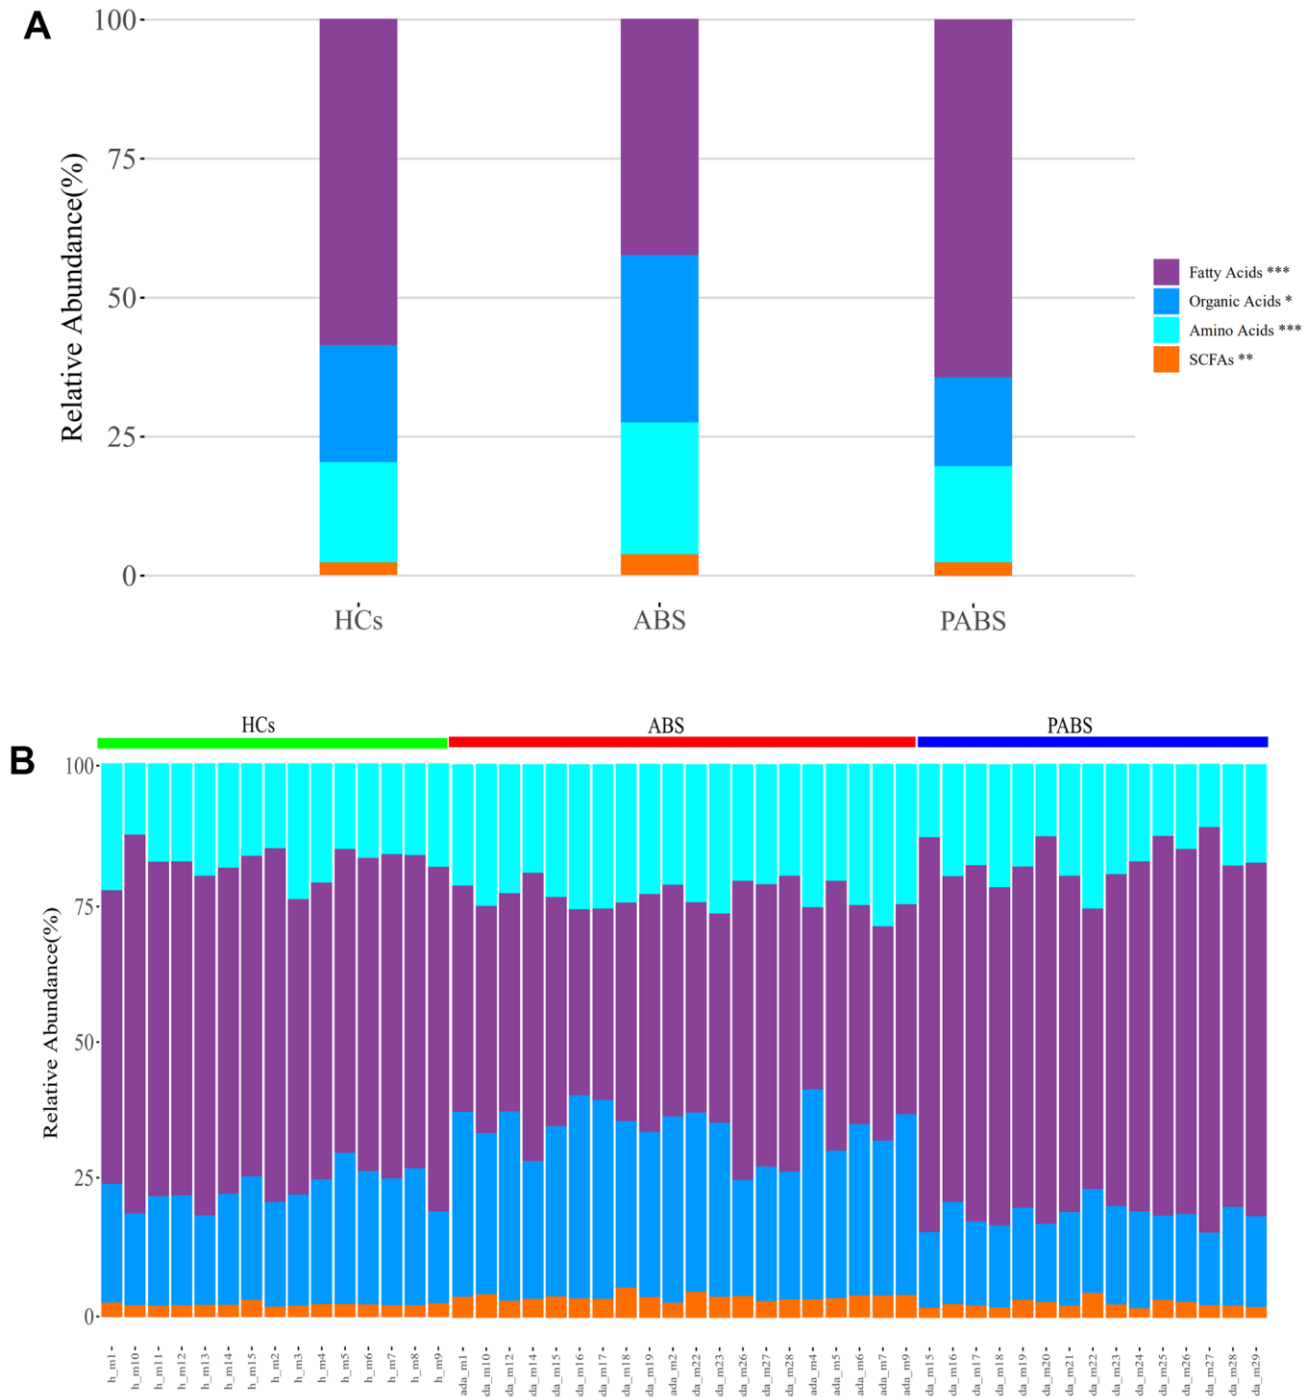 A
Relative Abundance(%)
100
75
50
25
0
HCs
ABS
PABS
Fatty Acids ***
Organic Acids *
Amino Acids ***
SCFAs **
B
HCs
ABS
PABS
Relative Abundance(%)
100
75
50
25
0
h_m1
h_m10
h_m11
h_m12
h_m13
h_m14
h_m15
h_m2
h_m3
h_m4
h_m5
h_m6
h_m7
h_m8
h_m9
ada_m1
da_m10
da_m12
da_m14
da_m15
da_m16
da_m17
da_m18
da_m19
ada_m2
da_m22
da_m23
da_m26
da_m27
da_m28
ada_m4
ada_m5
ada_m6
ada_m7
ada_m9
da_m15
da_m16
da_m17
da_m18
da_m19
da_m20
da_m21
da_m22
da_m23
da_m24
da_m25
da_m26
da_m27
da_m28
da_m29